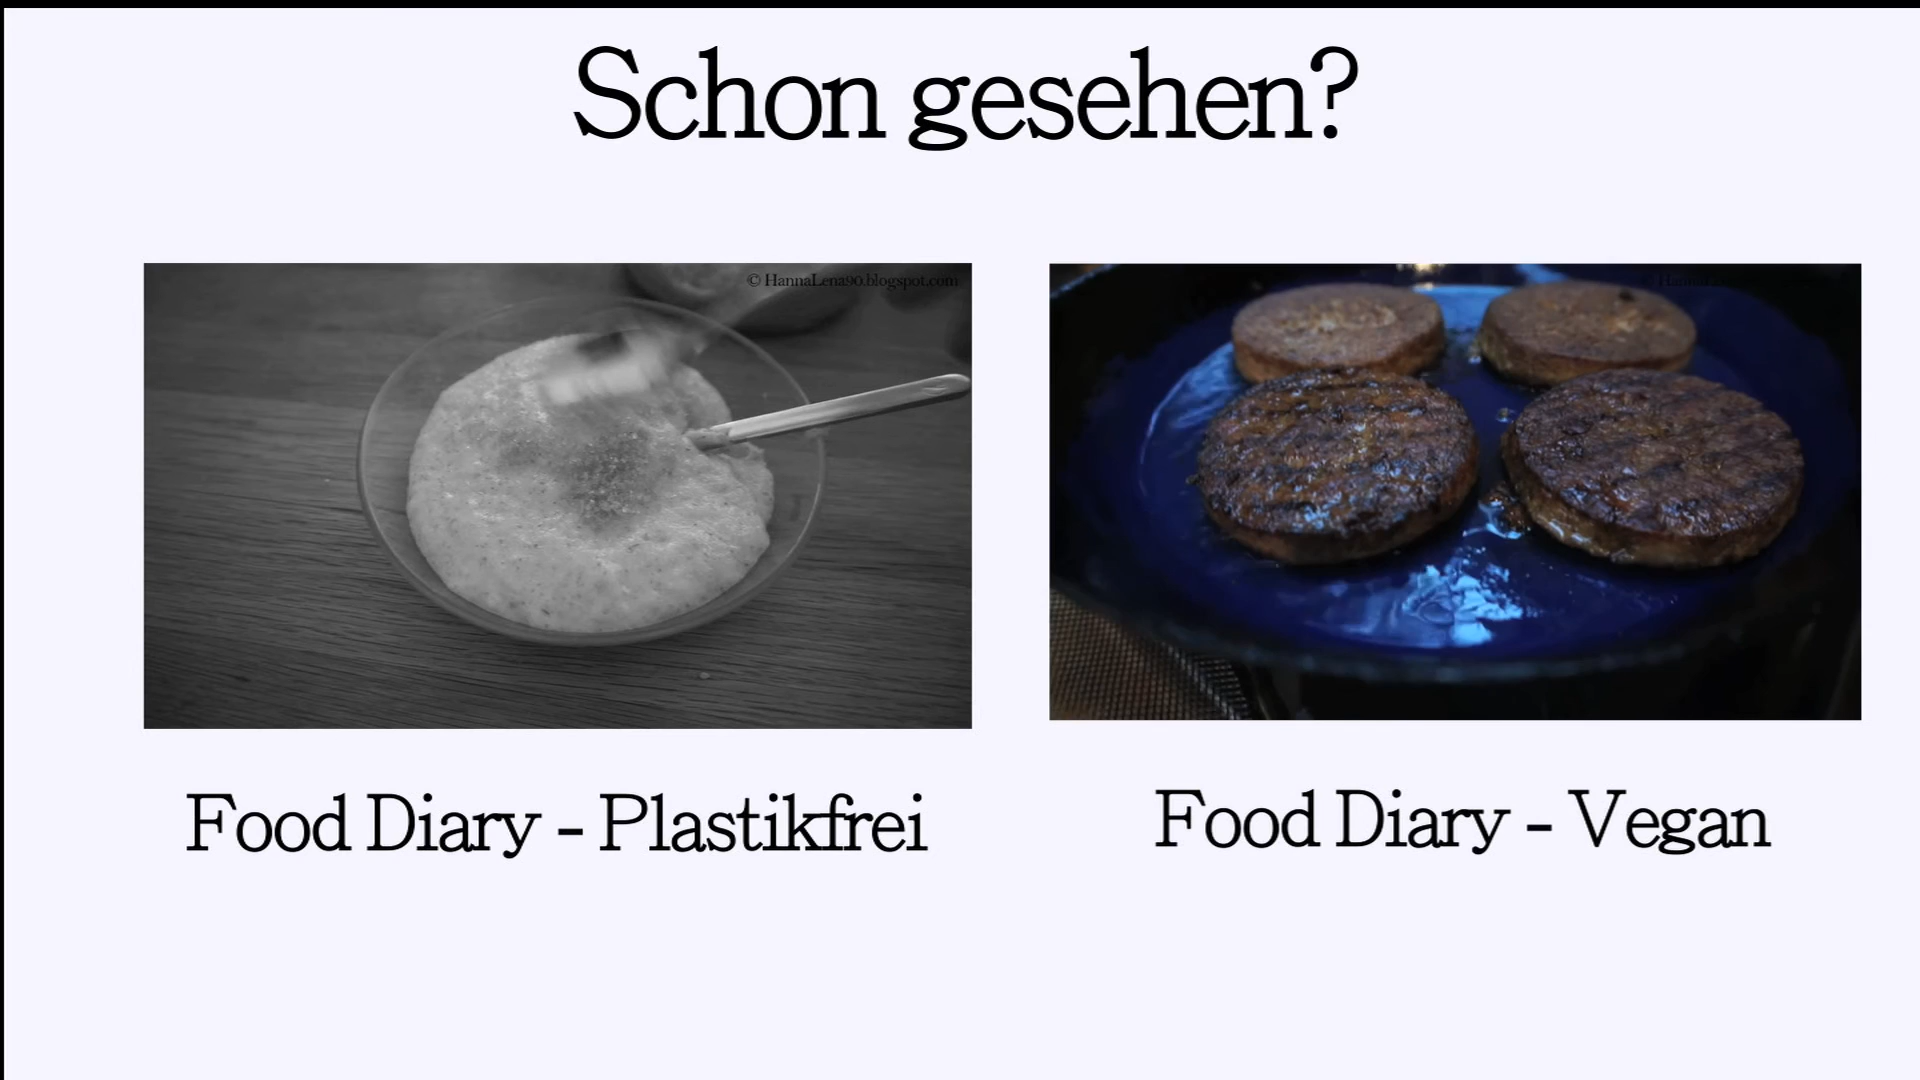 Schon gesehen?
© HannaLena90.blogspot.com
Food Diary - Plastikfrei
Food Diary - Vegan